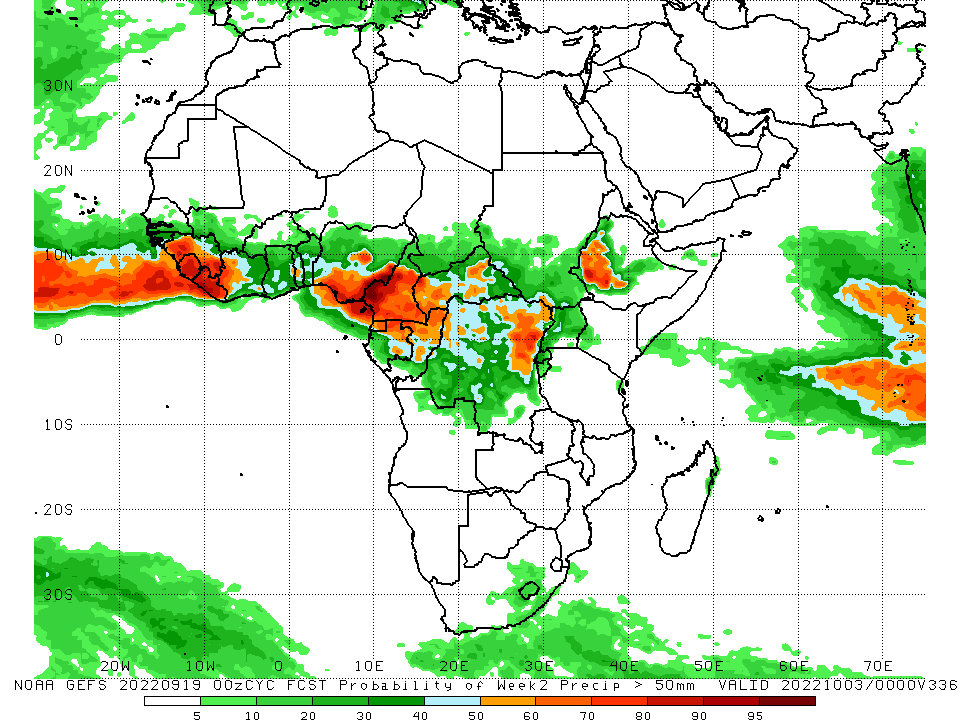 30N
20N
10N
0
10S
20S
30S
20W 10W 0 10E 20E 30E 40E 50E 60E 70E
NOAA GEFS 20220919 00zCYC FCST Probability of Week2 Precip > 50mm VALID 20221003/0000V336
5 10 20 30 40 50 60 70 80 90 95